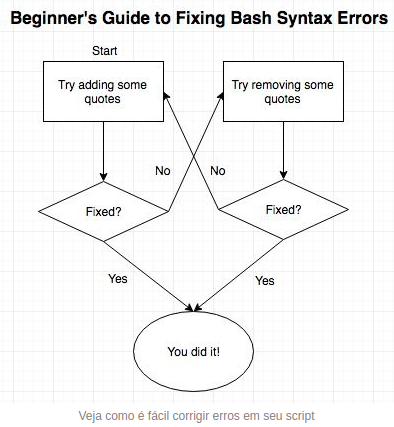 Beginner's Guide to Fixing Bash Syntax Errors
Start
Try adding some
quotes
Try removing some
quotes
No
No
Fixed?
Fixed?
Yes
Yes
You did it!
Veja como é fácil corrigir erros em seu script